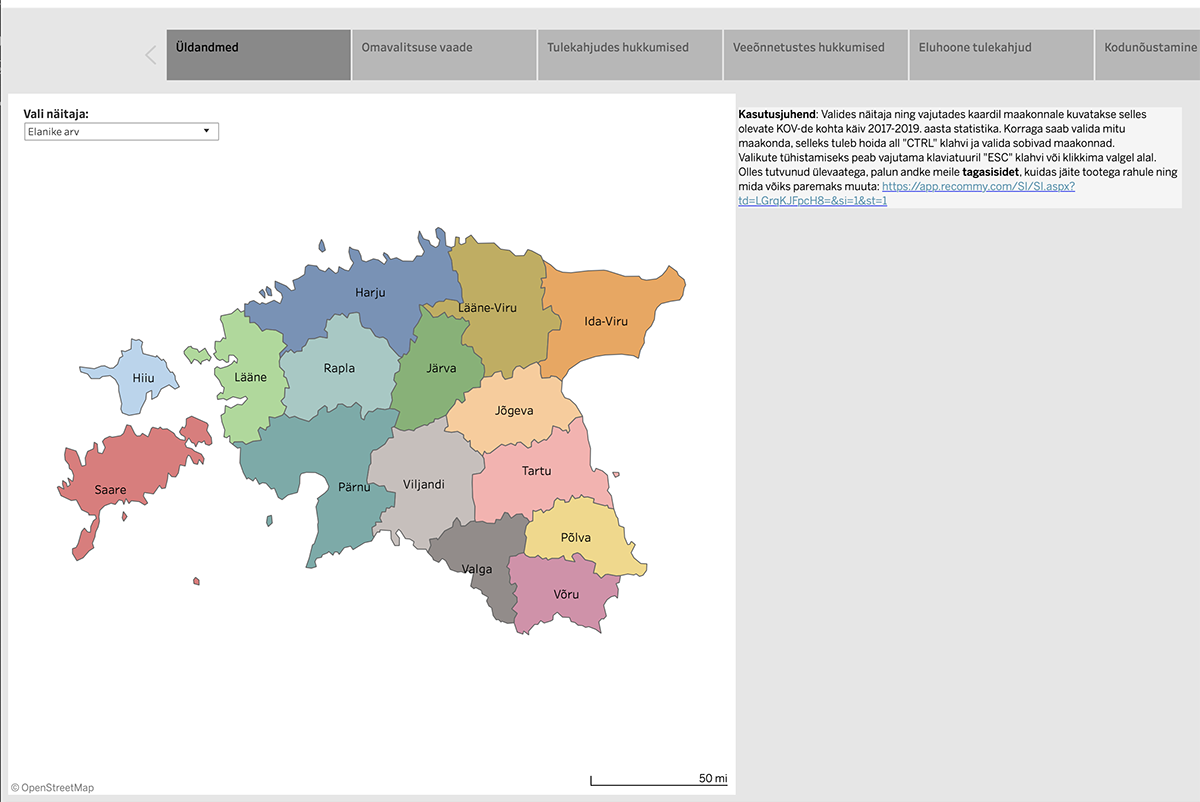 Üldandmed
Omavalitsuse vaade
Tulekahjudes hukkumised
Veeõnnetustes hukkumised
Eluhoone tulekahjud
Kodunõustamine
Vali näitaja:
Elanike arv
Kasutusjuhend: Valides näitaja ning vajutades kaardil maakonnale kuvatakse selles
olevate KOV-de kohta käiv 2017-2019. aasta statistika. Korraga saab valida mitu
maakonda, selleks tuleb hoida all "CTRL" klahvi ja valida sobivad maakonnad.
Valikute tühistamiseks peab vajutama klaviatuuril "ESC" klahvi või klikkima valgel alal.
Olles tutvunud ülevaatega, palun andke meile tagasisidet, kuidas jäite tootega rahule ning
mida võiks paremaks muuta: https://app.recommy.com/SI/SI.aspx?
td=LGrqKJFpcH8=&si=1&st=1
Harju
Lääne-Viru
Ida-Viru
Hiiu
Lääne
Rapla
Järva
Jõgeva
Saare
Pärnu
Viljandi
Tartu
Põlva
Valga
Võru
50 mi
© OpenStreetMap